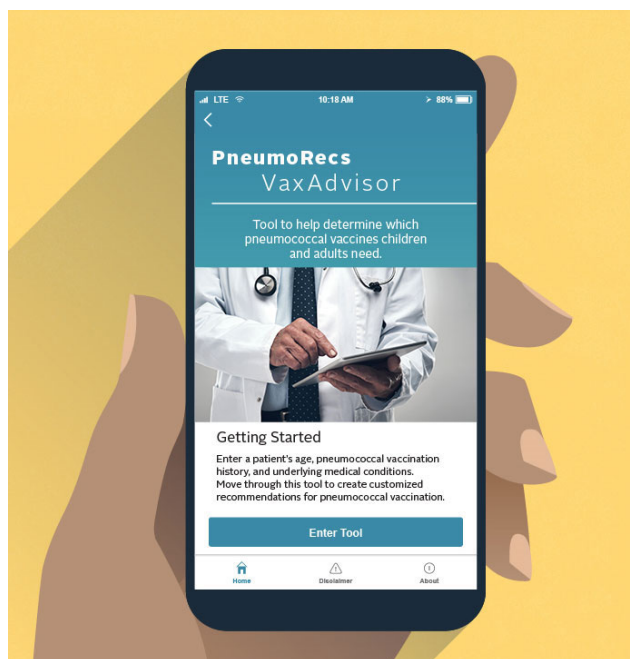 LTE 10:18 AM 88%
PneumoRecs
VaxAdvisor
Tool to help determine which
pneumococcal vaccines children
and adults need.
Getting Started
Enter a patient's age, pneumococcal vaccination
history, and underlying medical conditions.
Move through this tool to create customized
recommendations for pneumococcal vaccination.
Enter Tool
Home Disclaimer About